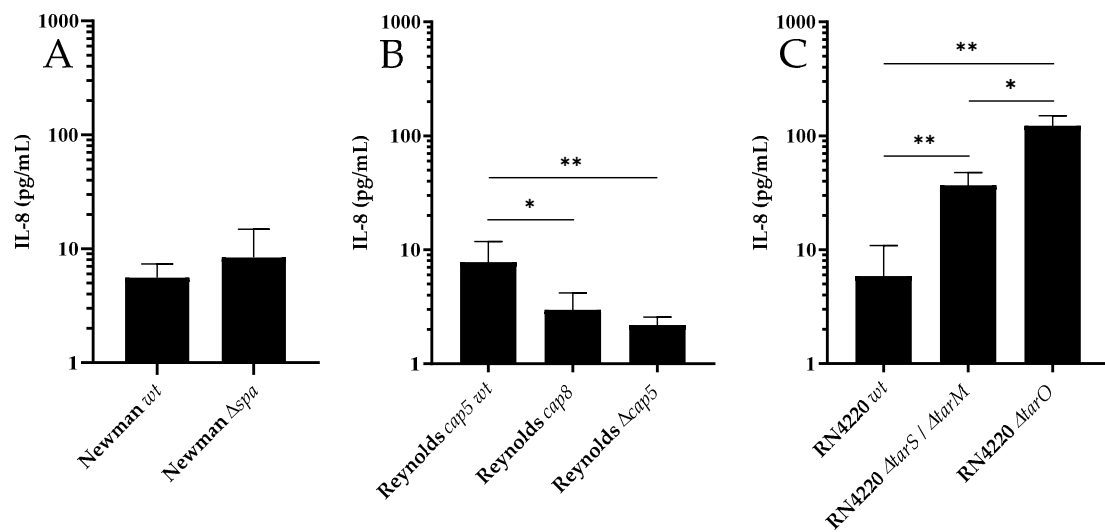 A
IL-8 (pg/mL)
1000
100
10
1
Newman wt
Newman Δspa
B
IL-8 (pg/mL)
1000
100
10
1
**
*
Reynolds cap5 wt
Reynolds cap8
Reynolds Δcap5
C
IL-8 (pg/mL)
1000
100
10
1
**
*
**
RN4220 wt
RN4220 ΔtarS / ΔtarM
RN4220 ΔtarO